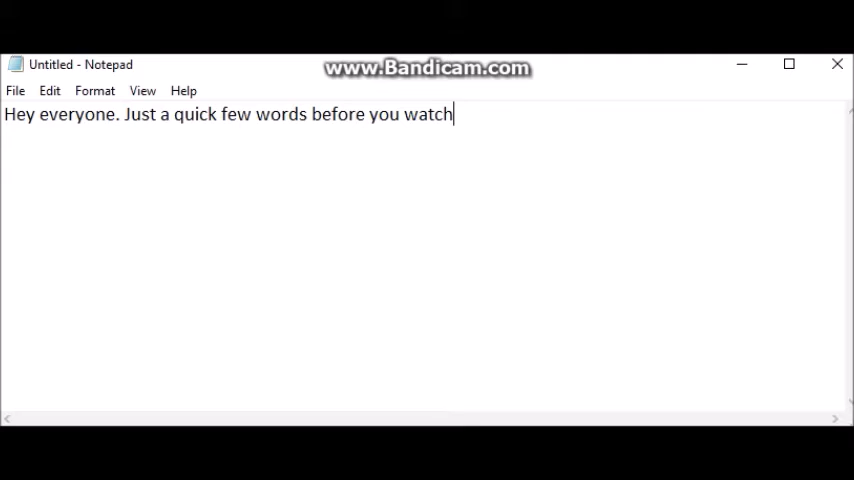 www.Bandicam.com
Untitled - Notepad
File Edit Format View Help
Hey everyone. Just a quick few words before you watch